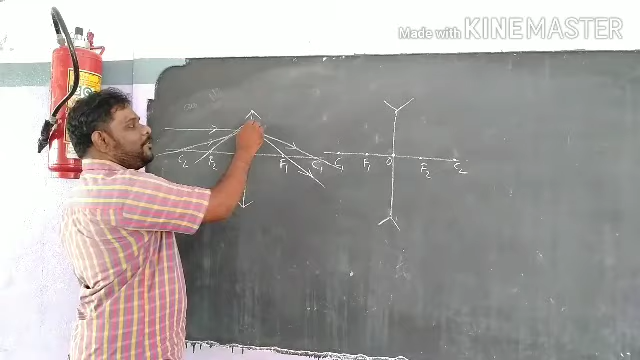 Made with KINEMASTER
C₂ F₂ F₁ C₁ C₁ F₁ O F₂ C₂